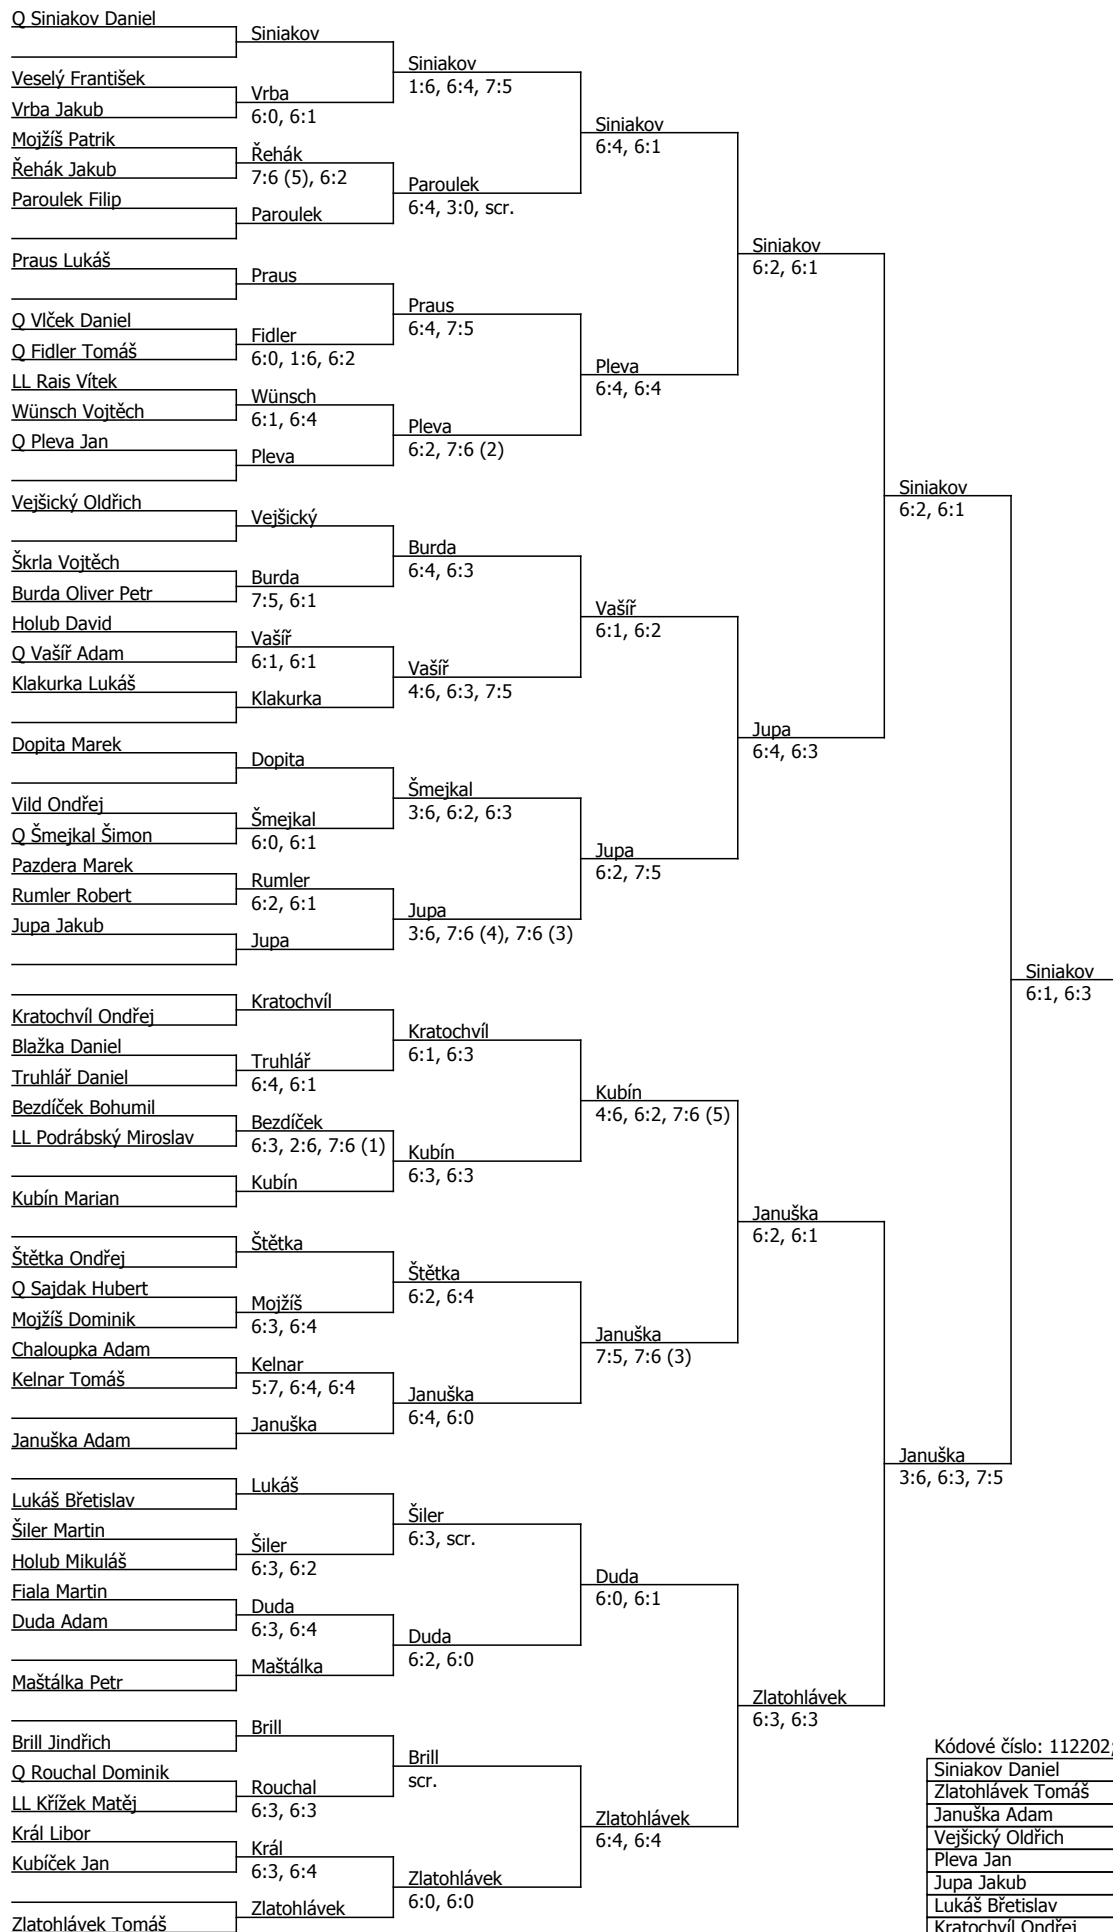 Q Siniakov Daniel
Veselý František
Vrba Jakub
Mojžíš Patrik
Řehák Jakub
Paroulek Filip
Praus Lukáš
Q Vlček Daniel
Q Fidler Tomáš
LL Rais Vítek
Wünsch Vojtěch
Q Pleva Jan
Vejšický Oldřich
Škrla Vojtěch
Burda Oliver Petr
Holub David
Q Vašíř Adam
Klakurka Lukáš
Dopita Marek
Vild Ondřej
Q Šmejkal Šimon
Pazdera Marek
Rumler Robert
Jupa Jakub
Kratochvíl Ondřej
Blažka Daniel
Truhlář Daniel
Bezdíček Bohumil
LL Podrábský Miroslav
Kubín Marian
Štětka Ondřej
Q Sajdak Hubert
Mojžíš Dominik
Chaloupka Adam
Kelnar Tomáš
Januška Adam
Lukáš Břetislav
Šiler Martin
Holub Mikuláš
Fiala Martin
Duda Adam
Maštálka Petr
Brill Jindřich
Q Rouchal Dominik
LL Křížek Matěj
Král Libor
Kubíček Jan
Zlatohlávek Tomáš
Siniakov
Vrba
6:0, 6:1
Řehák
7:6 (5), 6:2
Paroulek
Praus
Fidler
6:0, 1:6, 6:2
Wünsch
6:1, 6:4
Pleva
Vejšický
Burda
7:5, 6:1
Vašíř
6:1, 6:1
Klakurka
Dopita
Šmejkal
6:0, 6:1
Rumler
6:2, 6:1
Jupa
Kratochvíl
Truhlář
6:4, 6:1
Bezdíček
6:3, 2:6, 7:6 (1)
Kubín
Štětka
Mojžíš
6:3, 6:4
Kelnar
5:7, 6:4, 6:4
Januška
Lukáš
Šiler
6:3, 6:2
Duda
6:3, 6:4
Maštálka
Brill
Rouchal
6:3, 6:3
Král
6:3, 6:4
Zlatohlávek
Siniakov
1:6, 6:4, 7:5
Paroulek
6:4, 3:0, scr.
Praus
6:4, 7:5
Pleva
6:2, 7:6 (2)
Burda
6:4, 6:3
Vašíř
4:6, 6:3, 7:5
Šmejkal
3:6, 6:2, 6:3
Jupa
3:6, 7:6 (4), 7:6 (3)
Kratochvíl
6:1, 6:3
Kubín
6:3, 6:3
Štětka
6:2, 6:4
Januška
6:4, 6:0
Šiler
6:3, scr.
Duda
6:2, 6:0
Brill
scr.
Zlatohlávek
6:0, 6:0
Siniakov
6:4, 6:1
Pleva
6:4, 6:4
Vašíř
6:1, 6:2
Jupa
6:2, 7:5
Kubín
4:6, 6:2, 7:6 (5)
Januška
7:5, 7:6 (3)
Duda
6:0, 6:1
Zlatohlávek
6:4, 6:4
Siniakov
6:2, 6:1
Jupa
6:4, 6:3
Januška
6:2, 6:1
Zlatohlávek
6:3, 6:3
Siniakov
6:2, 6:1
Januška
3:6, 6:3, 7:5
Siniakov
6:1, 6:3
Kódové číslo: 112202;
Siniakov Daniel
Zlatohlávek Tomáš
Januška Adam
Vejšický Oldřich
Pleva Jan
Jupa Jakub
Lukáš Břetislav
Kratochvíl Ondřej